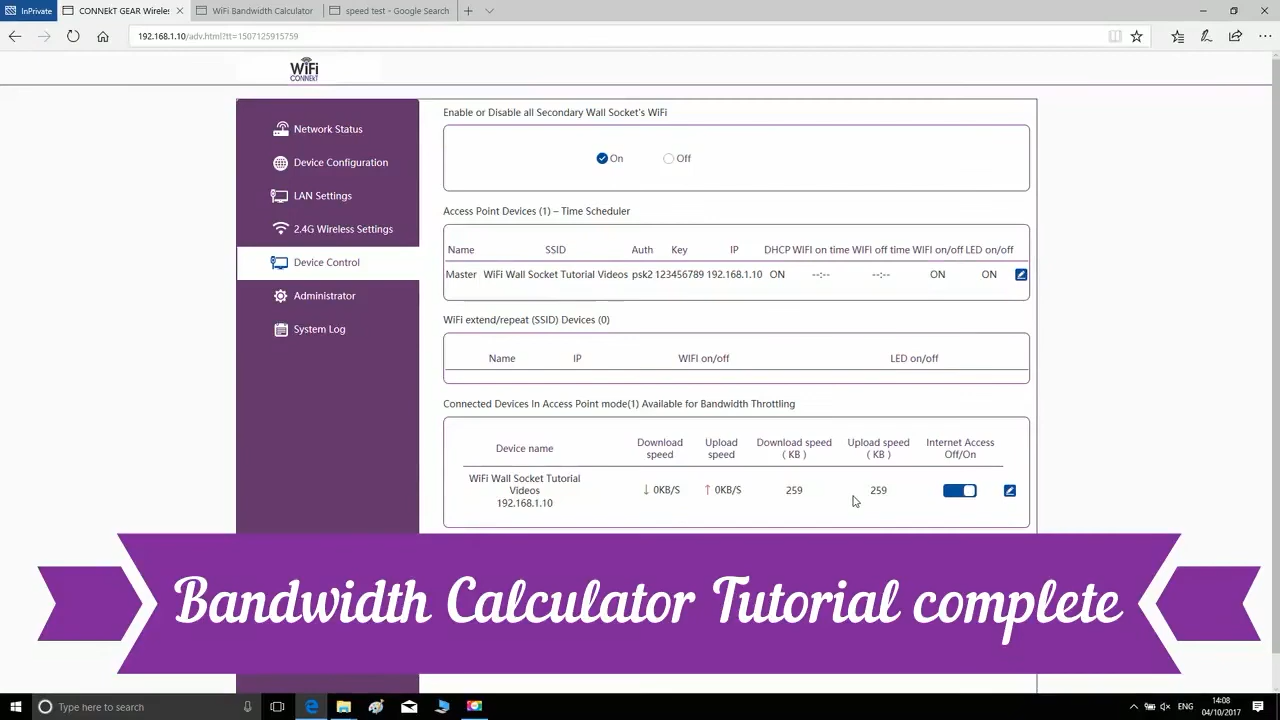 InPrivate
CONNEkT GEAR Wireles
WiFi Bandwidth Calculator
speed test - Google Search
192.168.1.10/adv.html?tt=1507125915759
WiFi
CONNEKT
Network Status
Device Configuration
LAN Settings
2.4G Wireless Settings
Device Control
Administrator
System Log
Enable or Disable all Secondary Wall Socket's WiFi
On Off
Access Point Devices (1) – Time Scheduler
Name SSID Auth Key IP DHCP WIFI on time WIFI off time WIFI on/off LED on/off
Master WiFi Wall Socket Tutorial Videos psk2 123456789 192.168.1.10 ON --:-- --:-- ON ON
WiFi extend/repeat (SSID) Devices (0)
Name IP WIFI on/off LED on/off
Connected Devices In Access Point mode(1) Available for Bandwidth Throttling
Device name Download speed Upload speed Download speed ( KB ) Upload speed ( KB ) Internet Access Off/On
WiFi Wall Socket Tutorial
Videos
192.168.1.10
↓ 0KB/S ↑ 0KB/S 259 259
Bandwidth Calculator Tutorial complete
Type here to search
ENG
14:08
04/10/2017